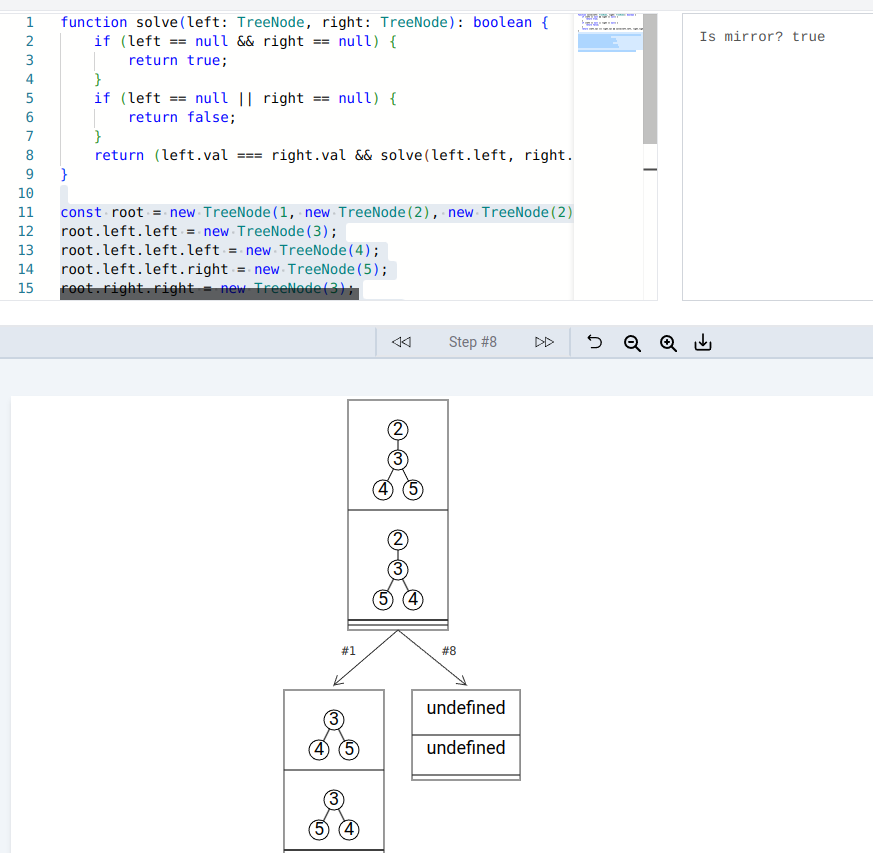 1 function solve(left: TreeNode, right: TreeNode): boolean {
2 if (left == null && right == null) {
3 return true;
4 }
5 if (left == null || right == null) {
6 return false;
7 }
8 return (left.val === right.val && solve(left.left, right.
9 }
10
11 const root = new TreeNode(1, new TreeNode(2), new TreeNode(2)
12 root.left.left = new TreeNode(3);
13 root.left.left.left = new TreeNode(4);
14 root.left.left.right = new TreeNode(5);
15 root.right.right = new TreeNode(3);
Is mirror? true
Step #8
2
3
4 5
2
3
5 4
#1 #8
3
4 5
undefined
undefined
3
5 4